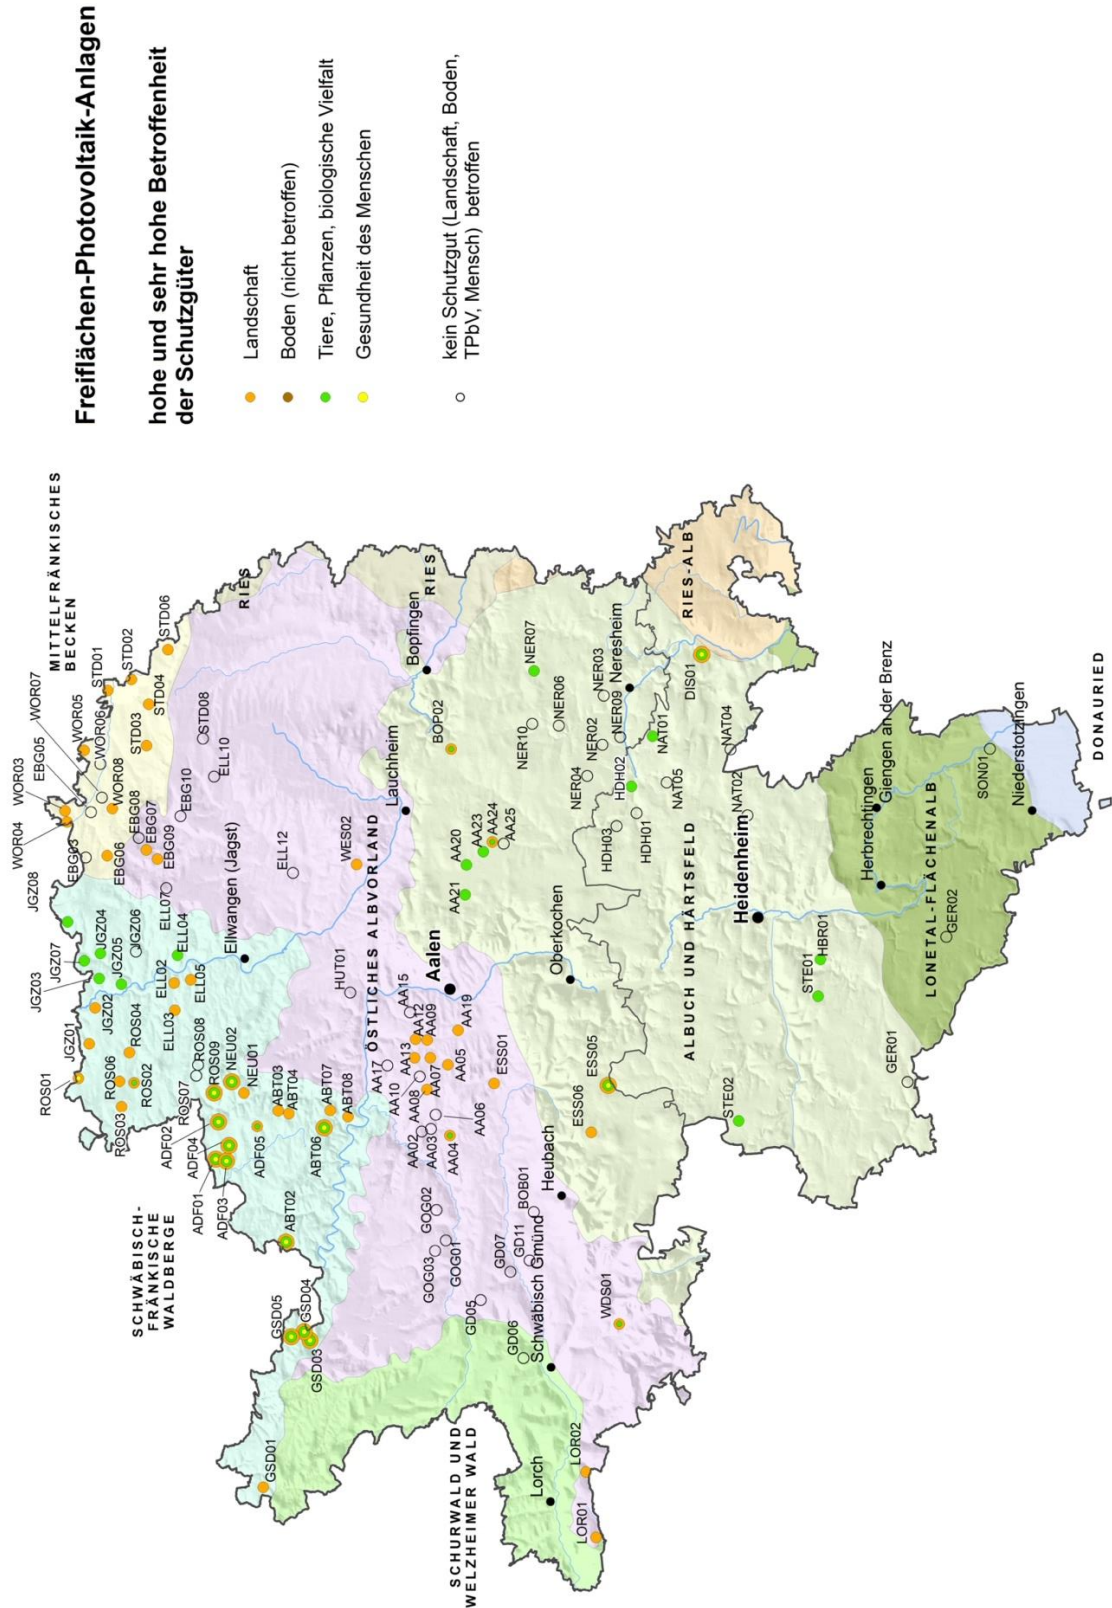 Freiflächen-Photovoltaik-Anlagen
hohe und sehr hohe Betroffenheit
der Schutzgüter
Landschaft
Boden (nicht betroffen)
Tiere, Pflanzen, biologische Vielfalt
Gesundheit des Menschen
kein Schutzgut (Landschaft, Boden,
TPbV, Mensch) betroffen
MITTELFRÄNKISCHES
BECKEN
SCHWÄBISCH-
FRÄNKISCHE
WALDBERGE
SCHURWALD UND
WELZHEIMER WALD
ÖSTLICHES ALBVORLAND
RIES
RIES
RIES-ALB
ALBUCH UND HÄRTSFELD
LONETAL-FLÄCHENALB
DONAURIED
ROS01
JGZ01
JGZ02
JGZ03
JGZ07
JGZ08
JGZ04
JGZ05
JGZ06
WOR04
WOR03
EBG05
WOR07
WOR05
WOR06
WOR08
STD01
STD02
STD03
STD04
STD06
STD08
EBG03
EBG06
EBG08
EBG07
EBG09
EBG10
ELL10
ELL07
ELL04
ELL02
ELL05
ELL03
ELL12
ROS06
ROS04
ROS02
ROS03
ROS07
ROS08
ROS09
NEU02
NEU01
ADF02
ADF04
ADF01
ADF03
ADF05
ABT03
ABT04
ABT07
ABT08
ABT06
ABT02
GSD05
GSD04
GSD03
GSD01
Ellwangen (Jagst)
WES02
HUT01
Lauchheim
Bopfingen
BOP02
AA15
AA12
AA09
AA17
AA13
AA10
AA08
AA07
AA05
AA19
AA02
AA03
AA04
AA06
Aalen
AA20
AA21
AA23
AA24
AA25
ESS01
ESS05
ESS06
Oberkochen
Heubach
GOG02
GOG03
GOG01
GD05
GD07
GD11
GD06
BOB01
Schwäbisch Gmünd
WDS01
Lorch
LOR02
LOR01
NER07
NER10
NER06
NER03
NER09
NER02
NER04
Neresheim
DIS01
NAT01
NAT04
NAT05
NAT02
HDH02
HDH03
HDH01
Heidenheim
STE01
HBR01
STE02
GER01
GER02
Herbrechtingen
Giengen an der Brenz
SON01
Niederstotzingen